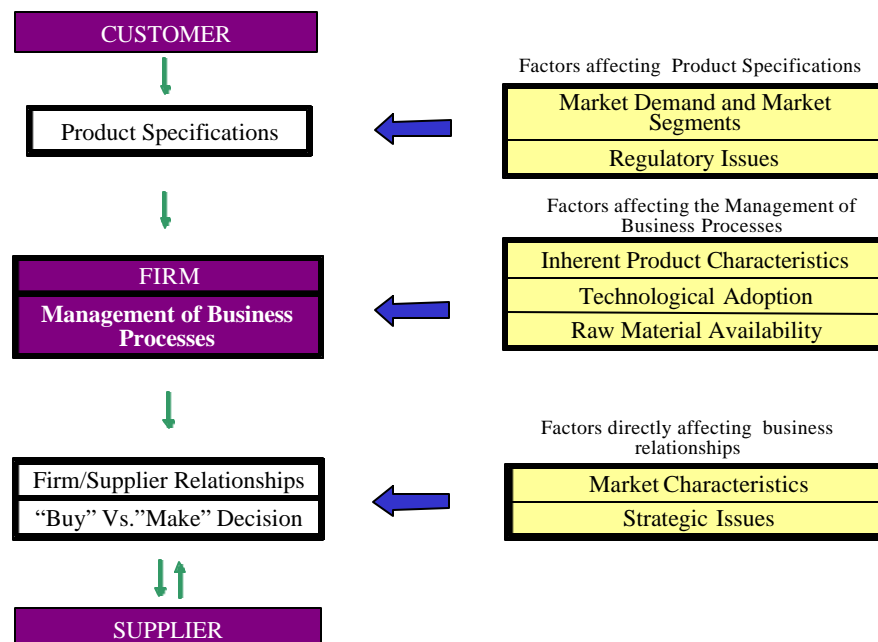 CUSTOMER
Factors affecting Product Specifications
Product Specifications
Market Demand and Market
Segments
Regulatory Issues
Factors affecting the Management of
Business Processes
FIRM
Management of Business
Processes
Inherent Product Characteristics
Technological Adoption
Raw Material Availability
Factors directly affecting business
relationships
Firm/Supplier Relationships
“Buy” Vs.”Make” Decision
Market Characteristics
Strategic Issues
SUPPLIER